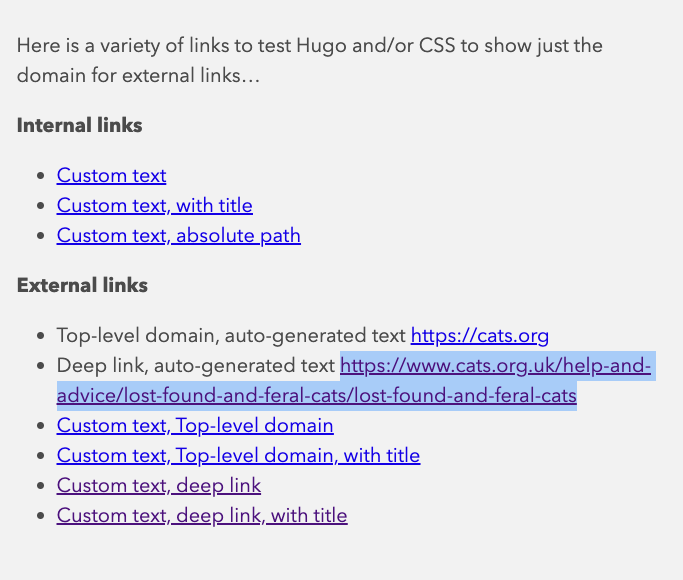 Here is a variety of links to test Hugo and/or CSS to show just the
domain for external links…
Internal links
Custom text
Custom text, with title
Custom text, absolute path
External links
Top-level domain, auto-generated text https://cats.org
Deep link, auto-generated text https://www.cats.org.uk/help-and-
advice/lost-found-and-feral-cats/lost-found-and-feral-cats
Custom text, Top-level domain
Custom text, Top-level domain, with title
Custom text, deep link
Custom text, deep link, with title